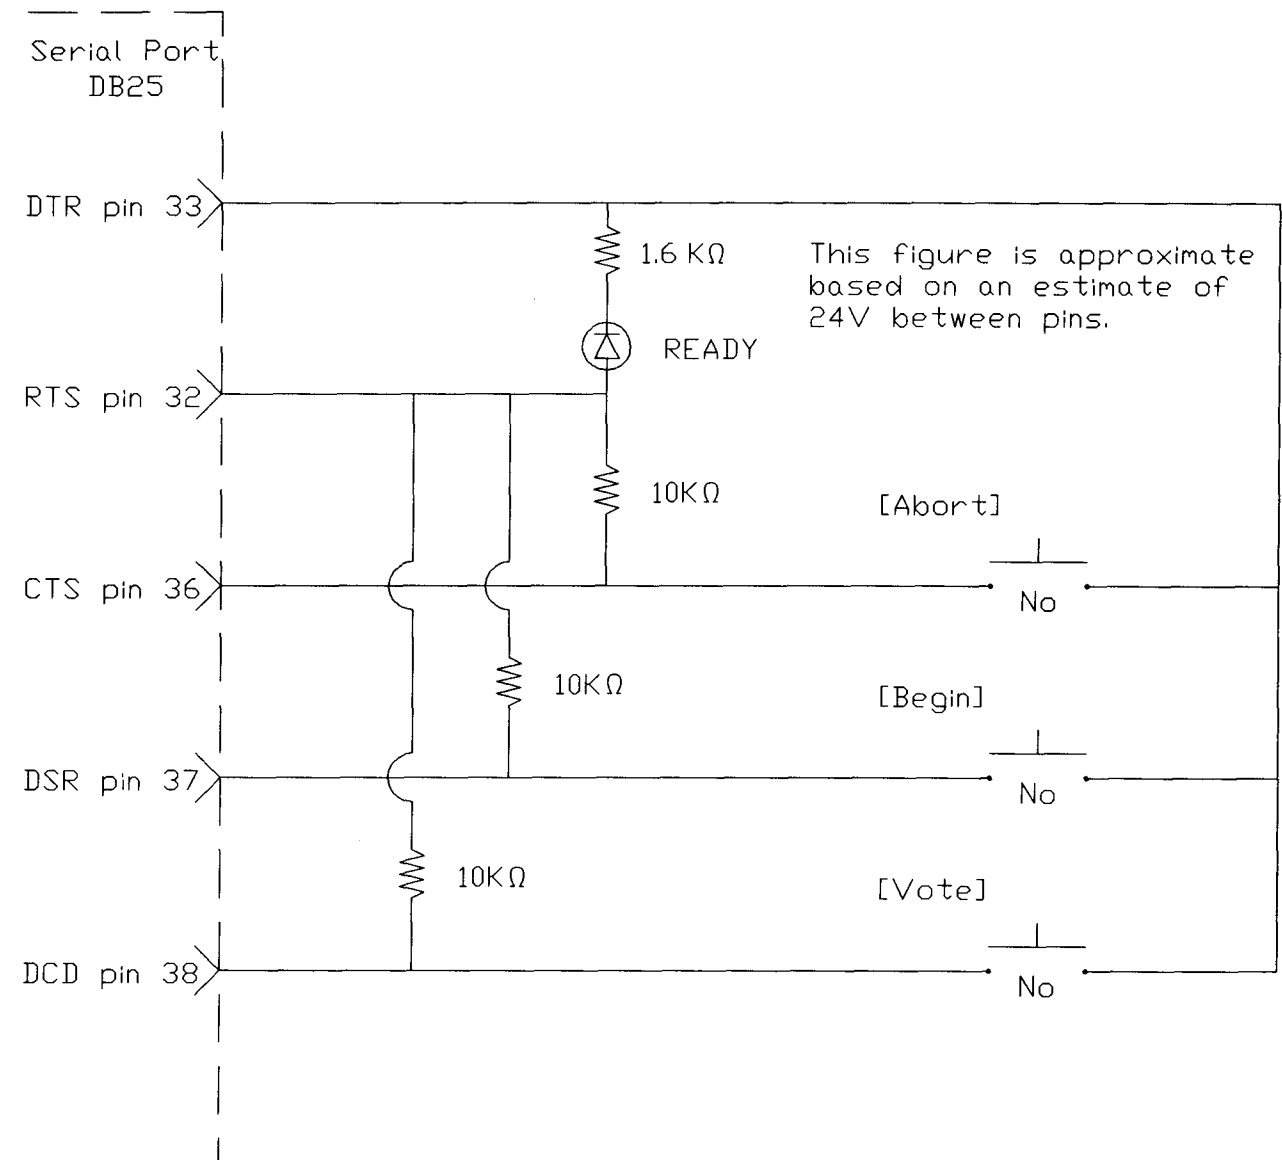 Serial Port
DB25
DTR pin 33
1.6 KΩ
This figure is approximate
based on an estimate of
24V between pins.
READY
RTS pin 32
10KΩ
[Abort]
CTS pin 36
No
10KΩ
[Begin]
DSR pin 37
No
10KΩ
[Vote]
DCD pin 38
No